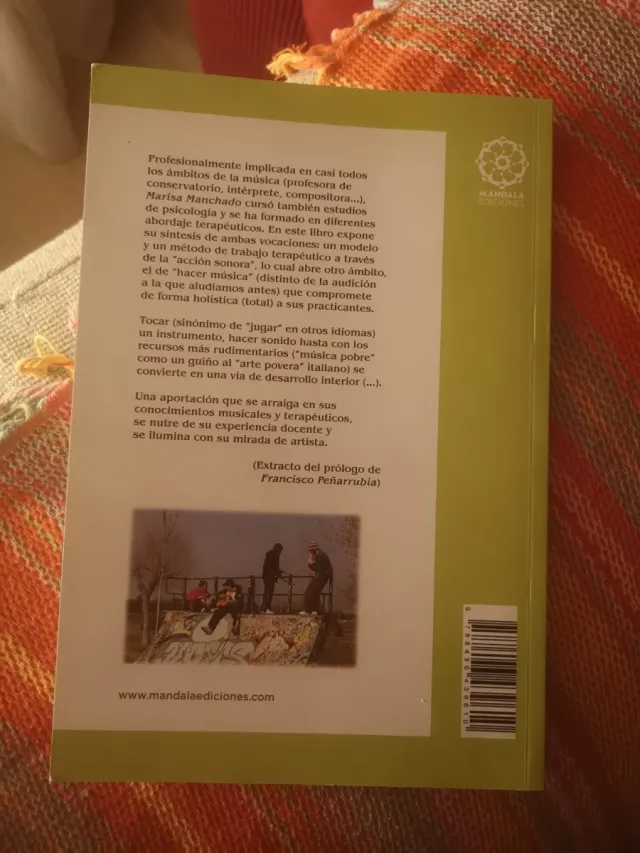 Profesionalmente implicada en casi todos
los ámbitos de la música (profesora de
conservatorio, intérprete, compositora...),
Marisa Manchado cursó también estudios
de psicología y se ha formado en diferentes
abordaje terapéuticos. En este libro expone
su síntesis de ambas vocaciones: un modelo
y un método de trabajo terapéutico a través
de la "acción sonora", lo cual abre otro ámbito,
el de "hacer música" (distinto de la audición
a la que aludíamos antes) que compromete
de forma holística (total) a sus practicantes.
Tocar (sinónimo de "jugar" en otros idiomas)
un instrumento, hacer sonido hasta con los
recursos más rudimentarios ("música pobre"
como un guiño al "arte povera" italiano) se
convierte en una vía de desarrollo interior (...).
Una aportación que se arraiga en sus
conocimientos musicales y terapéuticos,
se nutre de su experiencia docente y
se ilumina con su mirada de artista.
(Extracto del prólogo de
Francisco Peñarrubia)
www.mandalaediciones.com
MANDALA
EDICIONES